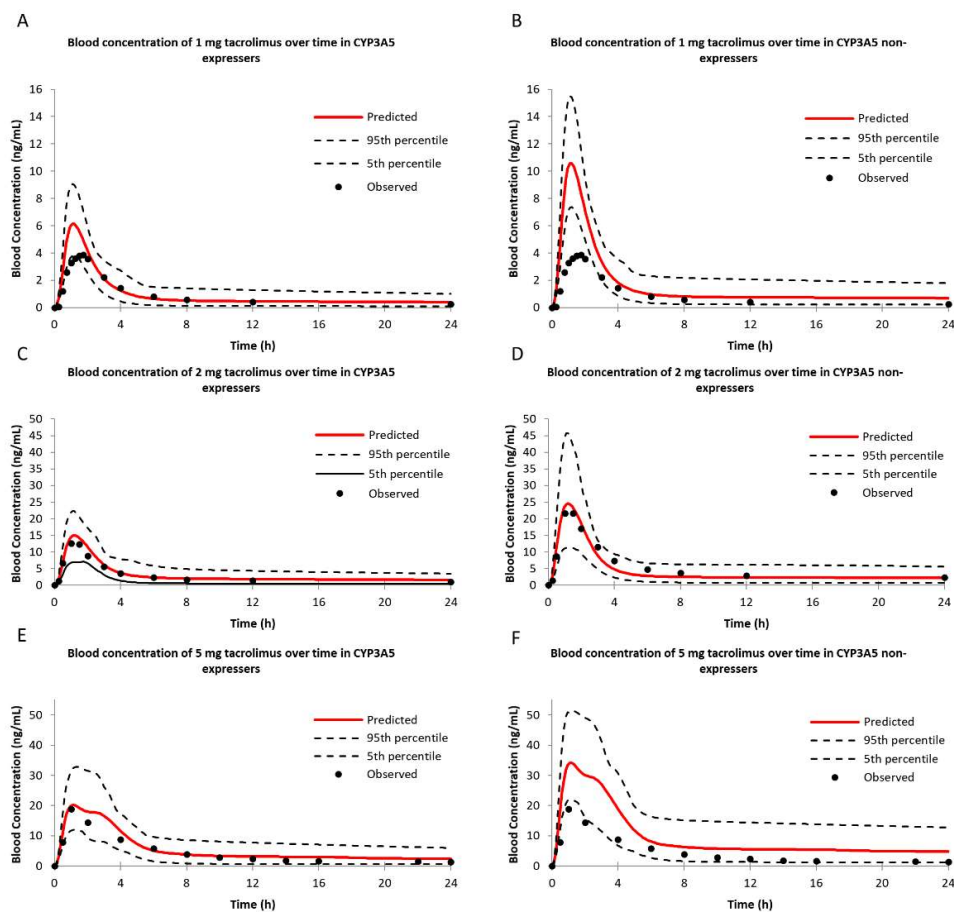 A
Blood concentration of 1 mg tacrolimus over time in CYP3A5
expressers
Blood Concentration (ng/mL)
16
14
12
10
8
6
4
2
0
Predicted
95th percentile
5th percentile
Observed
0 4 8 12 16 20 24
Time (h)
B
Blood concentration of 1 mg tacrolimus over time in CYP3A5 non-
expressers
Blood Concentration (ng/mL)
16
14
12
10
8
6
4
2
0
Predicted
95th percentile
5th percentile
Observed
0 4 8 12 16 20 24
Time (h)
C
Blood concentration of 2 mg tacrolimus over time in CYP3A5
expressers
Blood Concentration (ng/mL)
50
45
40
35
30
25
20
15
10
5
0
Predicted
95th percentile
5th percentile
Observed
0 4 8 12 16 20 24
Time (h)
D
Blood concentration of 2 mg tacrolimus over time in CYP3A5 non-
expressers
Blood Concentration (ng/mL)
50
45
40
35
30
25
20
15
10
5
0
Predicted
95th percentile
5th percentile
Observed
0 4 8 12 16 20 24
Time (h)
E
Blood concentration of 5 mg tacrolimus over time in CYP3A5
expressers
Blood Concentration (ng/mL)
50
40
30
20
10
0
Predicted
95th percentile
5th percentile
Observed
0 4 8 12 16 20 24
Time (h)
F
Blood concentration of 5 mg tacrolimus over time in CYP3A5 non-
expressers
Blood Concentration (ng/mL)
50
40
30
20
10
0
Predicted
95th percentile
5th percentile
Observed
0 4 8 12 16 20 24
Time (h)